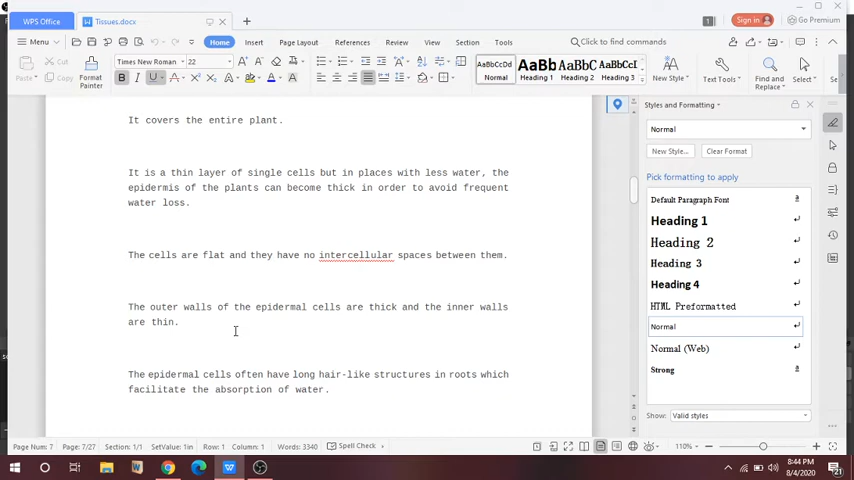 WPS Office
Tissues.docx
1
Sign in
Go Premium
Menu
Home
Insert
Page Layout
References
Review
View
Section
Tools
Click to find commands
Paste
Cut
Copy
Format
Painter
Times New Roman
22
B I U
AaBbCcDd
Normal
AaBb
Heading 1
AaBbC
Heading 2
AaBbC
Heading 3
New Style
Text Tools
Find and
Replace
Select
It covers the entire plant.
It is a thin layer of single cells but in places with less water, the
epidermis of the plants can become thick in order to avoid frequent
water loss.
The cells are flat and they have no intercellular spaces between them.
The outer walls of the epidermal cells are thick and the inner walls
are thin.
The epidermal cells often have long hair-like structures in roots which
facilitate the absorption of water.
Styles and Formatting
Normal
New Style...
Clear Format
Pick formatting to apply
Default Paragraph Font
Heading 1
Heading 2
Heading 3
Heading 4
HTML Preformatted
Normal
Normal (Web)
Strong
Show:
Valid styles
Page Num: 7
Page: 7/27
Section: 1/1
SetValue: 1in
Row: 1
Column: 1
Words: 3340
Spell Check
110%
8:44 PM
8/4/2020
21